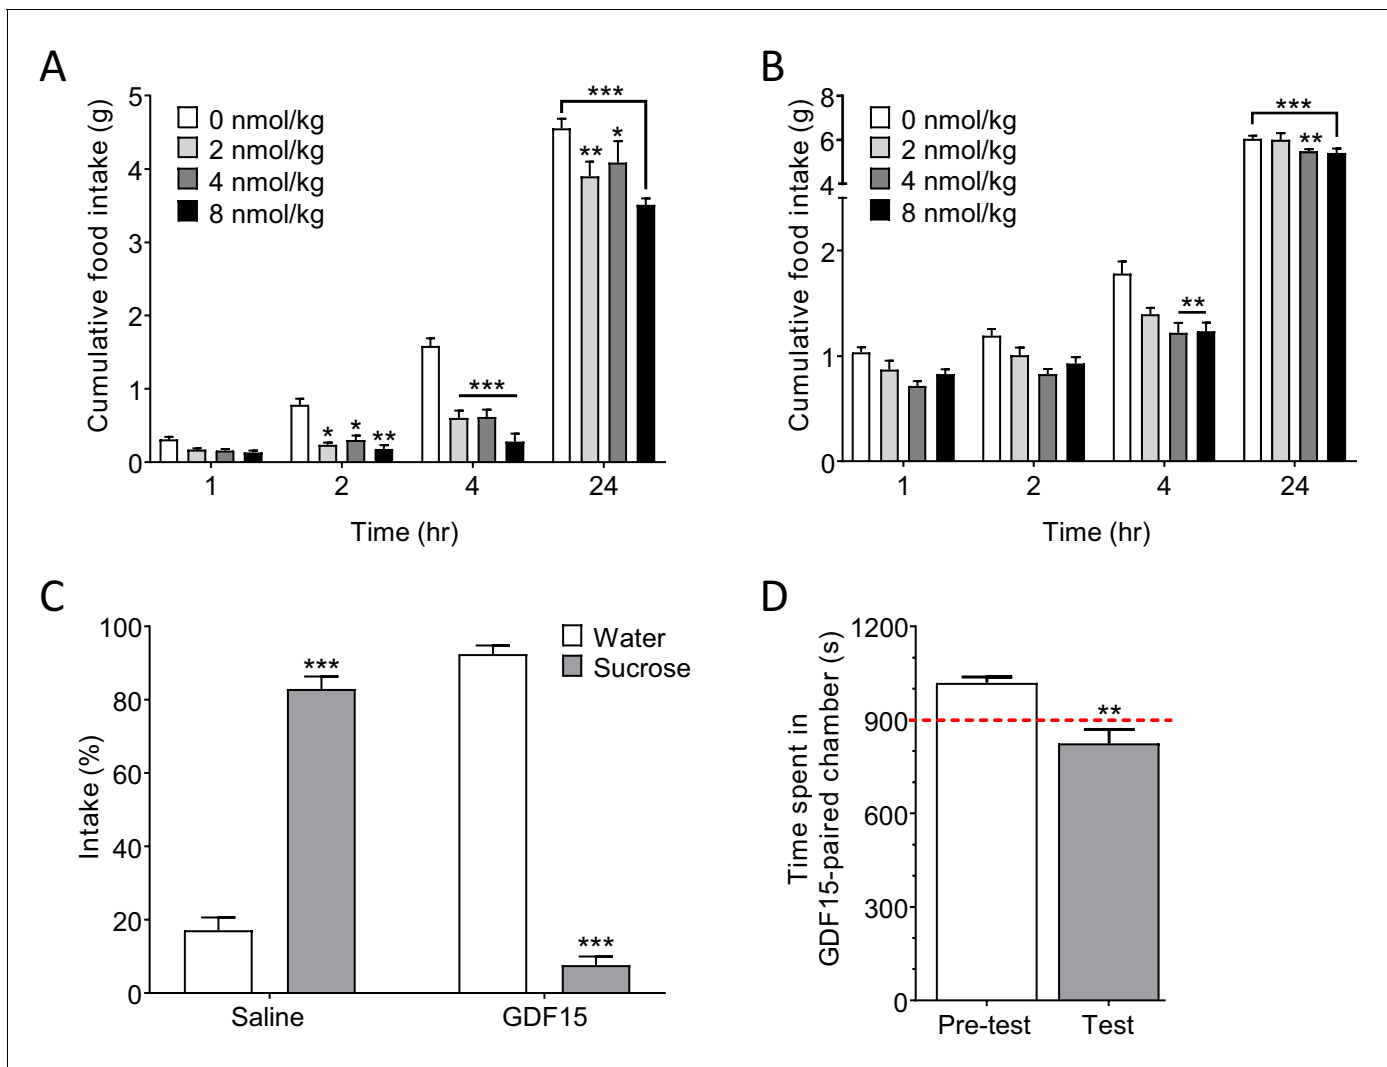 A
Cumulative food intake (g)
5
4
3
2
1
0
0 nmol/kg
2 nmol/kg
4 nmol/kg
8 nmol/kg
* * **
***
** * ***
1 2 4 24
Time (hr)
B
Cumulative food intake (g)
8
6
4
2
1
0
0 nmol/kg
2 nmol/kg
4 nmol/kg
8 nmol/kg
**
***
**
1 2 4 24
Time (hr)
C
Intake (%)
100
80
60
40
20
0
Water
Sucrose
***
***
Saline GDF15
D
Time spent in
GDF15-paired chamber (s)
1200
900
600
300
0
**
Pre-test Test